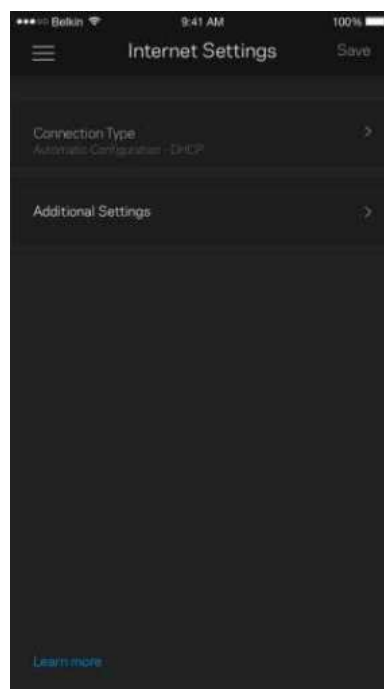 Belkin 9:41 AM 100%
Internet Settings Save
Connection Type
Automatic Configuration - DHCP
Additional Settings
Learn more